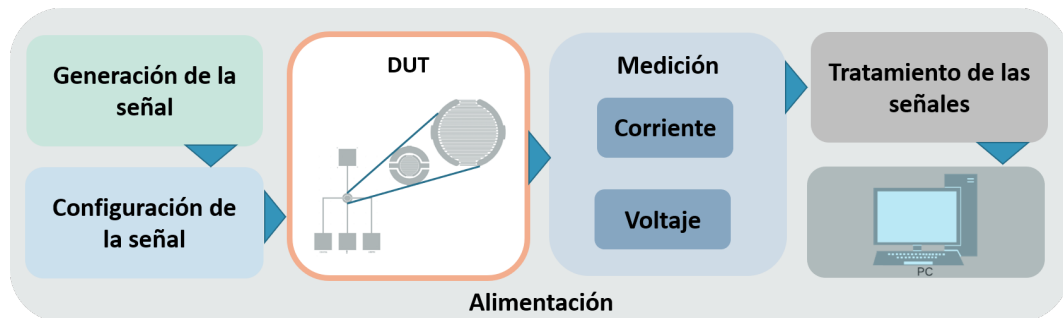 Generación de la
señal
Configuración de
la señal
DUT
Medición
Corriente
Voltaje
Tratamiento de las
señales
PC
Alimentación